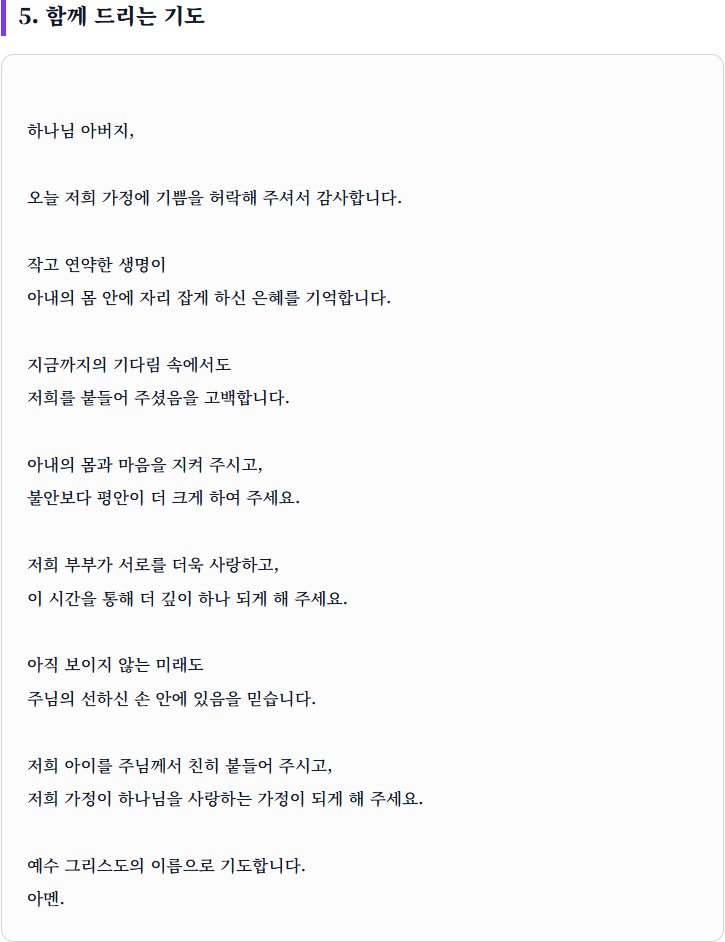 5. 함께 드리는 기도
하나님 아버지,
오늘 저희 가정에 기쁨을 허락해 주셔서 감사합니다.
작고 연약한 생명이
아내의 몸 안에 자리 잡게 하신 은혜를 기억합니다.
지금까지의 기다림 속에서도
저희를 붙들어 주셨음을 고백합니다.
아내의 몸과 마음을 지켜 주시고,
불안보다 평안이 더 크게 하여 주세요.
저희 부부가 서로를 더욱 사랑하고,
이 시간을 통해 더 깊이 하나 되게 해 주세요.
아직 보이지 않는 미래도
주님의 선하신 손 안에 있음을 믿습니다.
저희 아이를 주님께서 친히 붙들어 주시고,
저희 가정이 하나님을 사랑하는 가정이 되게 해 주세요.
예수 그리스도의 이름으로 기도합니다.
아멘.